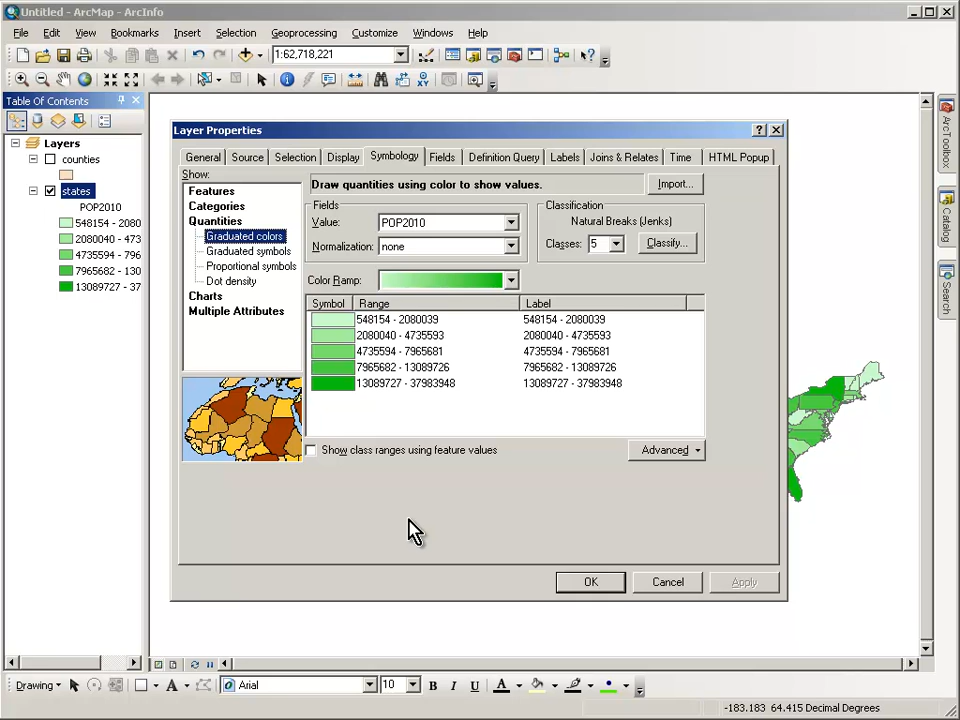 Untitled - ArcMap - ArcInfo
File Edit View Bookmarks Insert Selection Geoprocessing Customize Windows Help
1:62,718,221
Table Of Contents
Layers
counties
states
POP2010
548154 - 2080
2080040 - 473
4735594 - 796
7965682 - 130
13089727 - 37
Layer Properties
General Source Selection Display Symbology Fields Definition Query Labels Joins & Relates Time HTML Popup
Show:
Features
Categories
Quantities
Graduated colors
Graduated symbols
Proportional symbols
Dot density
Charts
Multiple Attributes
Draw quantities using color to show values.
Import...
Fields
Value: POP2010
Normalization: none
Classification
Natural Breaks (Jenks)
Classes: 5 Classify...
Color Ramp:
Symbol Range Label
548154 - 2080039 548154 - 2080039
2080040 - 4735593 2080040 - 4735593
4735594 - 7965681 4735594 - 7965681
7965682 - 13089726 7965682 - 13089726
13089727 - 37983948 13089727 - 37983948
Show class ranges using feature values
Advanced
OK Cancel Apply
ArcToolbox
Catalog
Search
Drawing A Arial 10 B I U A
-183.183 64.415 Decimal Degrees